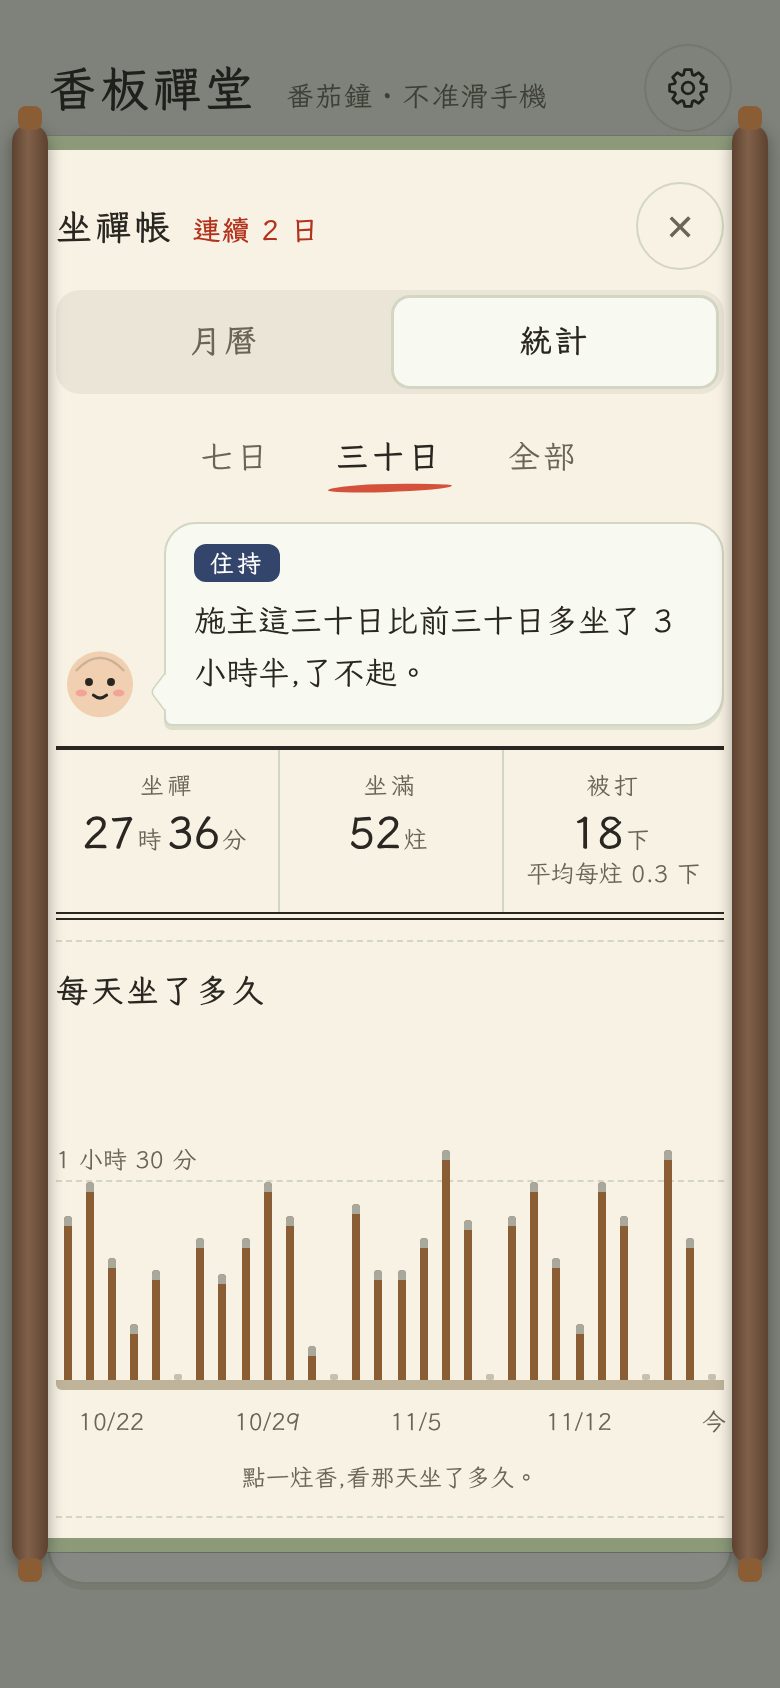 香板禪堂 番茄鐘·不准滑手機
坐禪帳 連續 2 日
×
月曆 統計
七日 三十日 全部
住持
施主這三十日比前三十日多坐了 3
小時半,了不起。
坐禪 坐滿 被打
27時36分 52炷 18下
平均每炷 0.3 下
每天坐了多久
1 小時 30 分
10/22 10/29 11/5 11/12 今
點一炷香,看那天坐了多久。